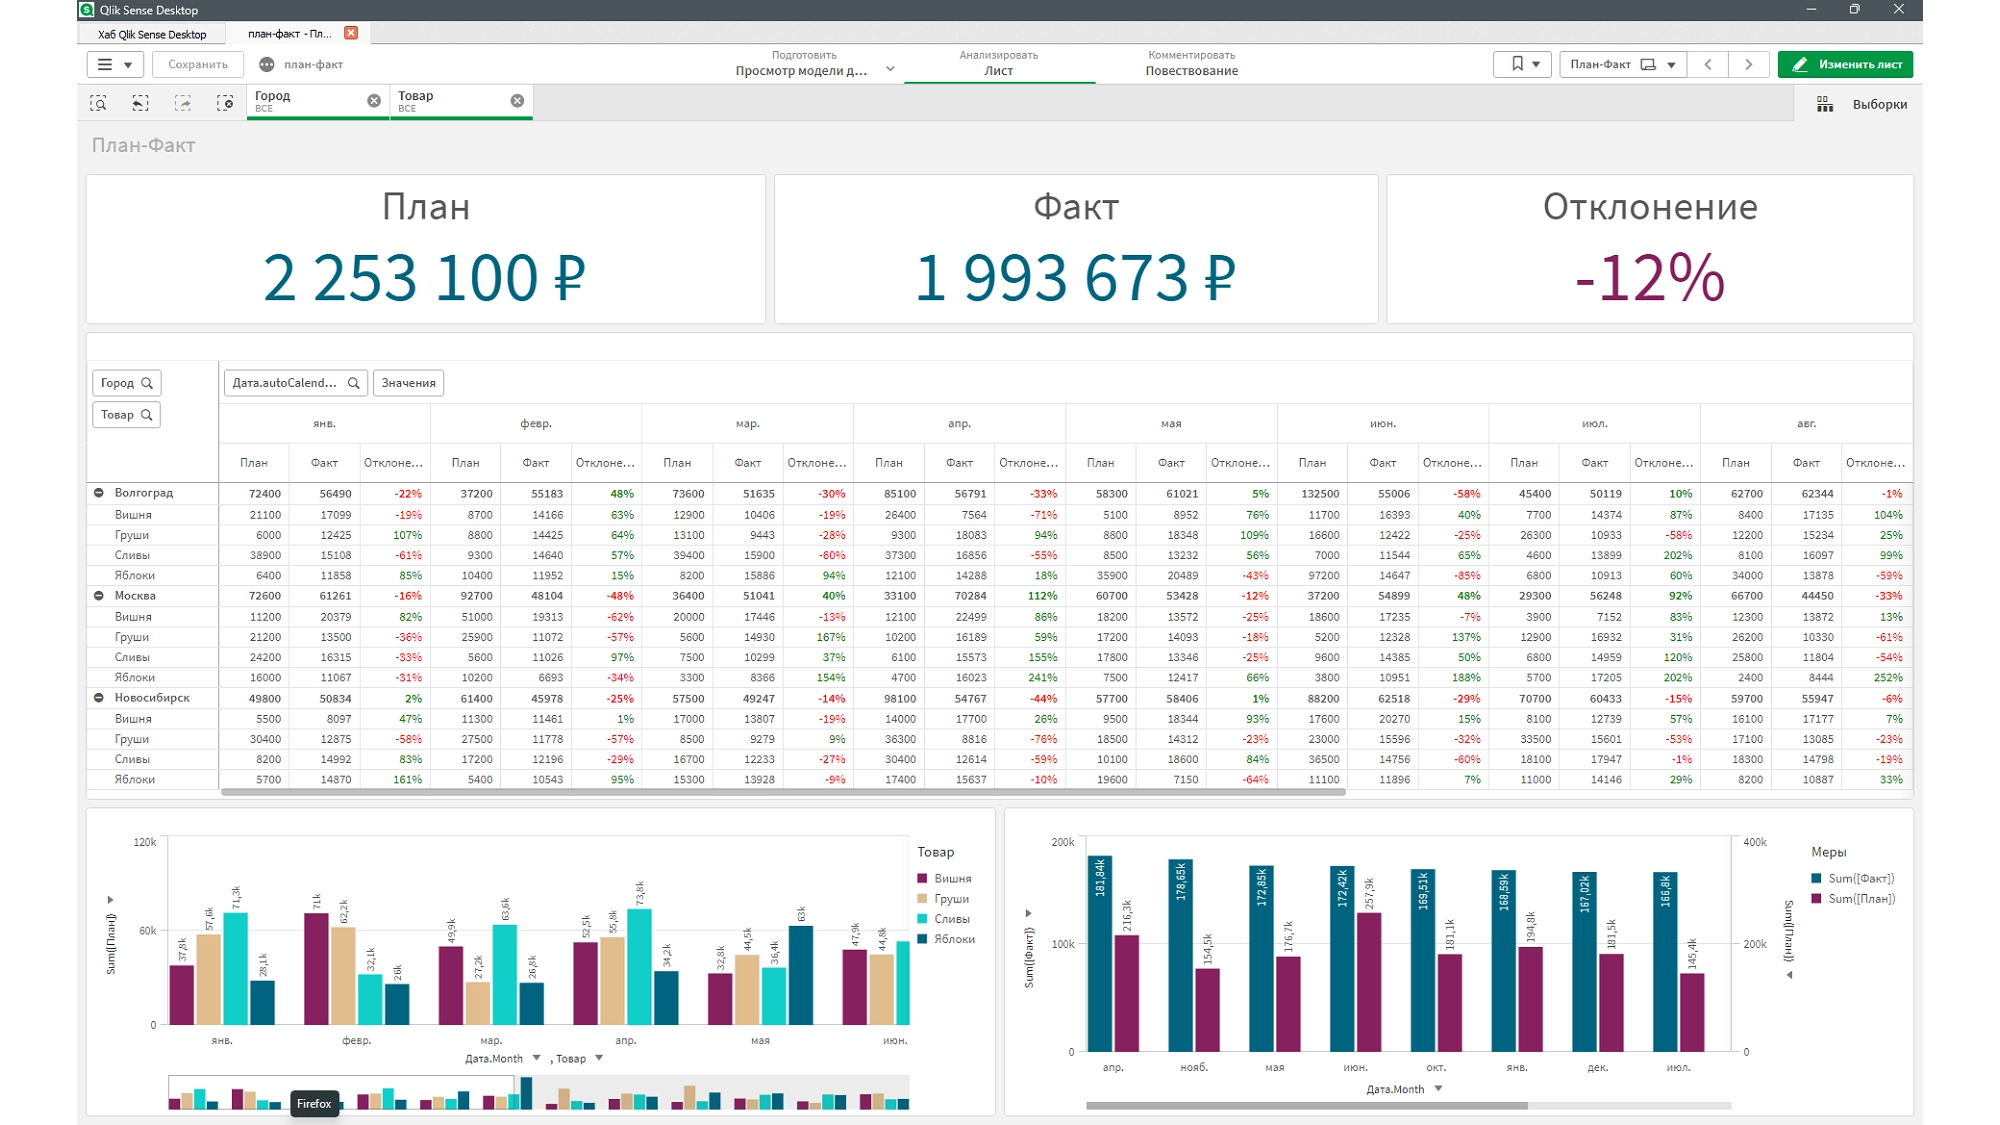 Qlik Sense Desktop
Хаб Qlik Sense Desktop
план-факт - Пл...
Сохранить
план-факт
Подготовить
Просмотр модели д...
Анализировать
Лист
Комментировать
Повествование
План-Факт
Изменить лист
Город
ВСЕ
Товар
ВСЕ
Выборки
План-Факт
План
2 253 100 ₽
Факт
1 993 673 ₽
Отклонение
-12%
Город
Товар
Дата.autoCalend...
Значения
янв. февр. мар. апр. мая июн. июл. авг.
План Факт Отклоне... План Факт Отклоне... План Факт Отклоне... План Факт Отклоне... План Факт Отклоне... План Факт Отклоне... План Факт Отклоне... План Факт Отклоне...
Волгоград 72400 56490 -22% 37200 55183 48% 73600 51635 -30% 85100 56791 -33% 58300 61021 5% 132500 55006 -58% 45400 50119 10% 62700 62344 -1%
Вишня 21100 17099 -19% 8700 14166 63% 12900 10406 -19% 26400 7564 -71% 5100 8952 76% 11700 16393 40% 7700 14374 87% 8400 17135 104%
Груши 6000 12425 107% 8800 14425 64% 13100 9443 -28% 9300 18083 94% 8800 18348 109% 16600 12422 -25% 26300 10933 -58% 12200 15234 25%
Сливы 38900 15108 -61% 9300 14640 57% 39400 15900 -60% 37300 16856 -55% 8500 13232 56% 7000 11544 65% 4600 13899 202% 8100 16097 99%
Яблоки 6400 11858 85% 10400 11952 15% 8200 15886 94% 12100 14288 18% 35900 20489 -43% 97200 14647 -85% 6800 10913 60% 34000 13878 -59%
Москва 72600 61261 -16% 92700 48104 -48% 36400 51041 40% 33100 70284 112% 60700 53428 -12% 37200 54899 48% 29300 56248 92% 66700 44450 -33%
Вишня 11200 20379 82% 51000 19313 -62% 20000 17446 -13% 12100 22499 86% 18200 13572 -25% 18600 17235 -7% 3900 7152 83% 12300 13872 13%
Груши 21200 13500 -36% 25900 11072 -57% 5600 14930 167% 10200 16189 59% 17200 14093 -18% 5200 12328 137% 12900 16932 31% 26200 10330 -61%
Сливы 24200 16315 -33% 5600 11026 97% 7500 10299 37% 6100 15573 155% 17800 13346 -25% 9600 14385 50% 6800 14959 120% 25800 11804 -54%
Яблоки 16000 11067 -31% 10200 6693 -34% 3300 8366 154% 4700 16023 241% 7500 12417 66% 3800 10951 188% 5700 17205 202% 2400 8444 252%
Новосибирск 49800 50834 2% 61400 45978 -25% 57500 49247 -14% 98100 54767 -44% 57700 58406 1% 88200 62518 -29% 70700 60433 -15% 59700 55947 -6%
Вишня 5500 8097 47% 11300 11461 1% 17000 13807 -19% 14000 17700 26% 9500 18344 93% 17600 20270 15% 8100 12739 57% 16100 17177 7%
Груши 30400 12875 -58% 27500 11778 -57% 8500 9279 9% 36300 8816 -76% 18500 14312 -23% 23000 15596 -32% 33500 15601 -53% 17100 13085 -23%
Сливы 8200 14992 83% 17200 12196 -29% 16700 12233 -27% 30400 12614 -59% 10100 18600 84% 36500 14756 -60% 18100 17947 -1% 18300 14798 -19%
Яблоки 5700 14870 161% 5400 10543 95% 15300 13928 -9% 17400 15637 -10% 19600 7150 -64% 11100 11896 7% 11000 14146 29% 8200 10887 33%
120k
60k
0
Sum([План])
37,8k 57,6k 71,3k 28,1k 71k 62,2k 32,1k 26k 49,9k 27,2k 63,6k 26,8k 52,5k 55,8k 73,8k 34,2k 32,8k 44,5k 36,4k 63k 47,9k 44,8k
янв. февр. мар. апр. мая июн.
Дата.Month , Товар
Товар
Вишня
Груши
Сливы
Яблоки
Firefox
200k
100k
0
Sum([Факт])
181,84k 216,3k 178,65k 154,5k 172,85k 176,7k 172,42k 257,9k 169,51k 181,1k 168,59k 194,8k 167,02k 181,5k 166,8k 145,4k
апр. нояб. мая июн. окт. янв. дек. июл.
Дата.Month
400k
200k
0
Sum([План])
Меры
Sum([Факт])
Sum([План])